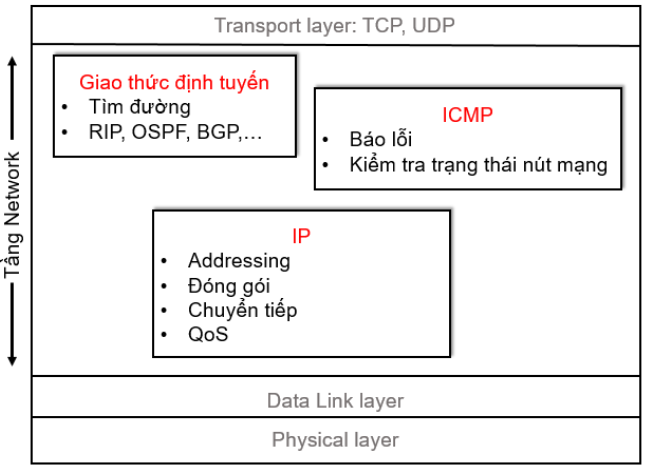 Transport layer: TCP, UDP
Tầng Network
Giao thức định tuyến
• Tìm đường
• RIP, OSPF, BGP,...
ICMP
• Báo lỗi
• Kiểm tra trạng thái nút mạng
IP
• Addressing
• Đóng gói
• Chuyển tiếp
• QoS
Data Link layer
Physical layer